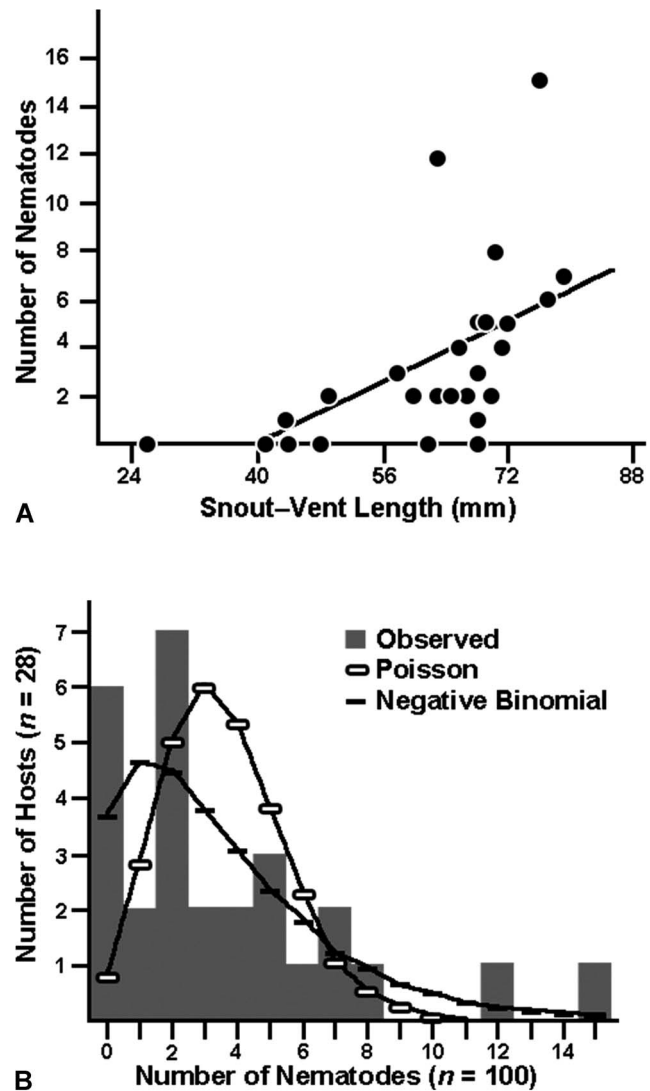 16
14
12
10
8
6
4
2
Number of Nematodes
24 40 56 72 88
Snout–Vent Length (mm)
A
7
6
5
4
3
2
1
Number of Hosts (n = 28)
Observed
Poisson
Negative Binomial
0 2 4 6 8 10 12 14
Number of Nematodes (n = 100)
B